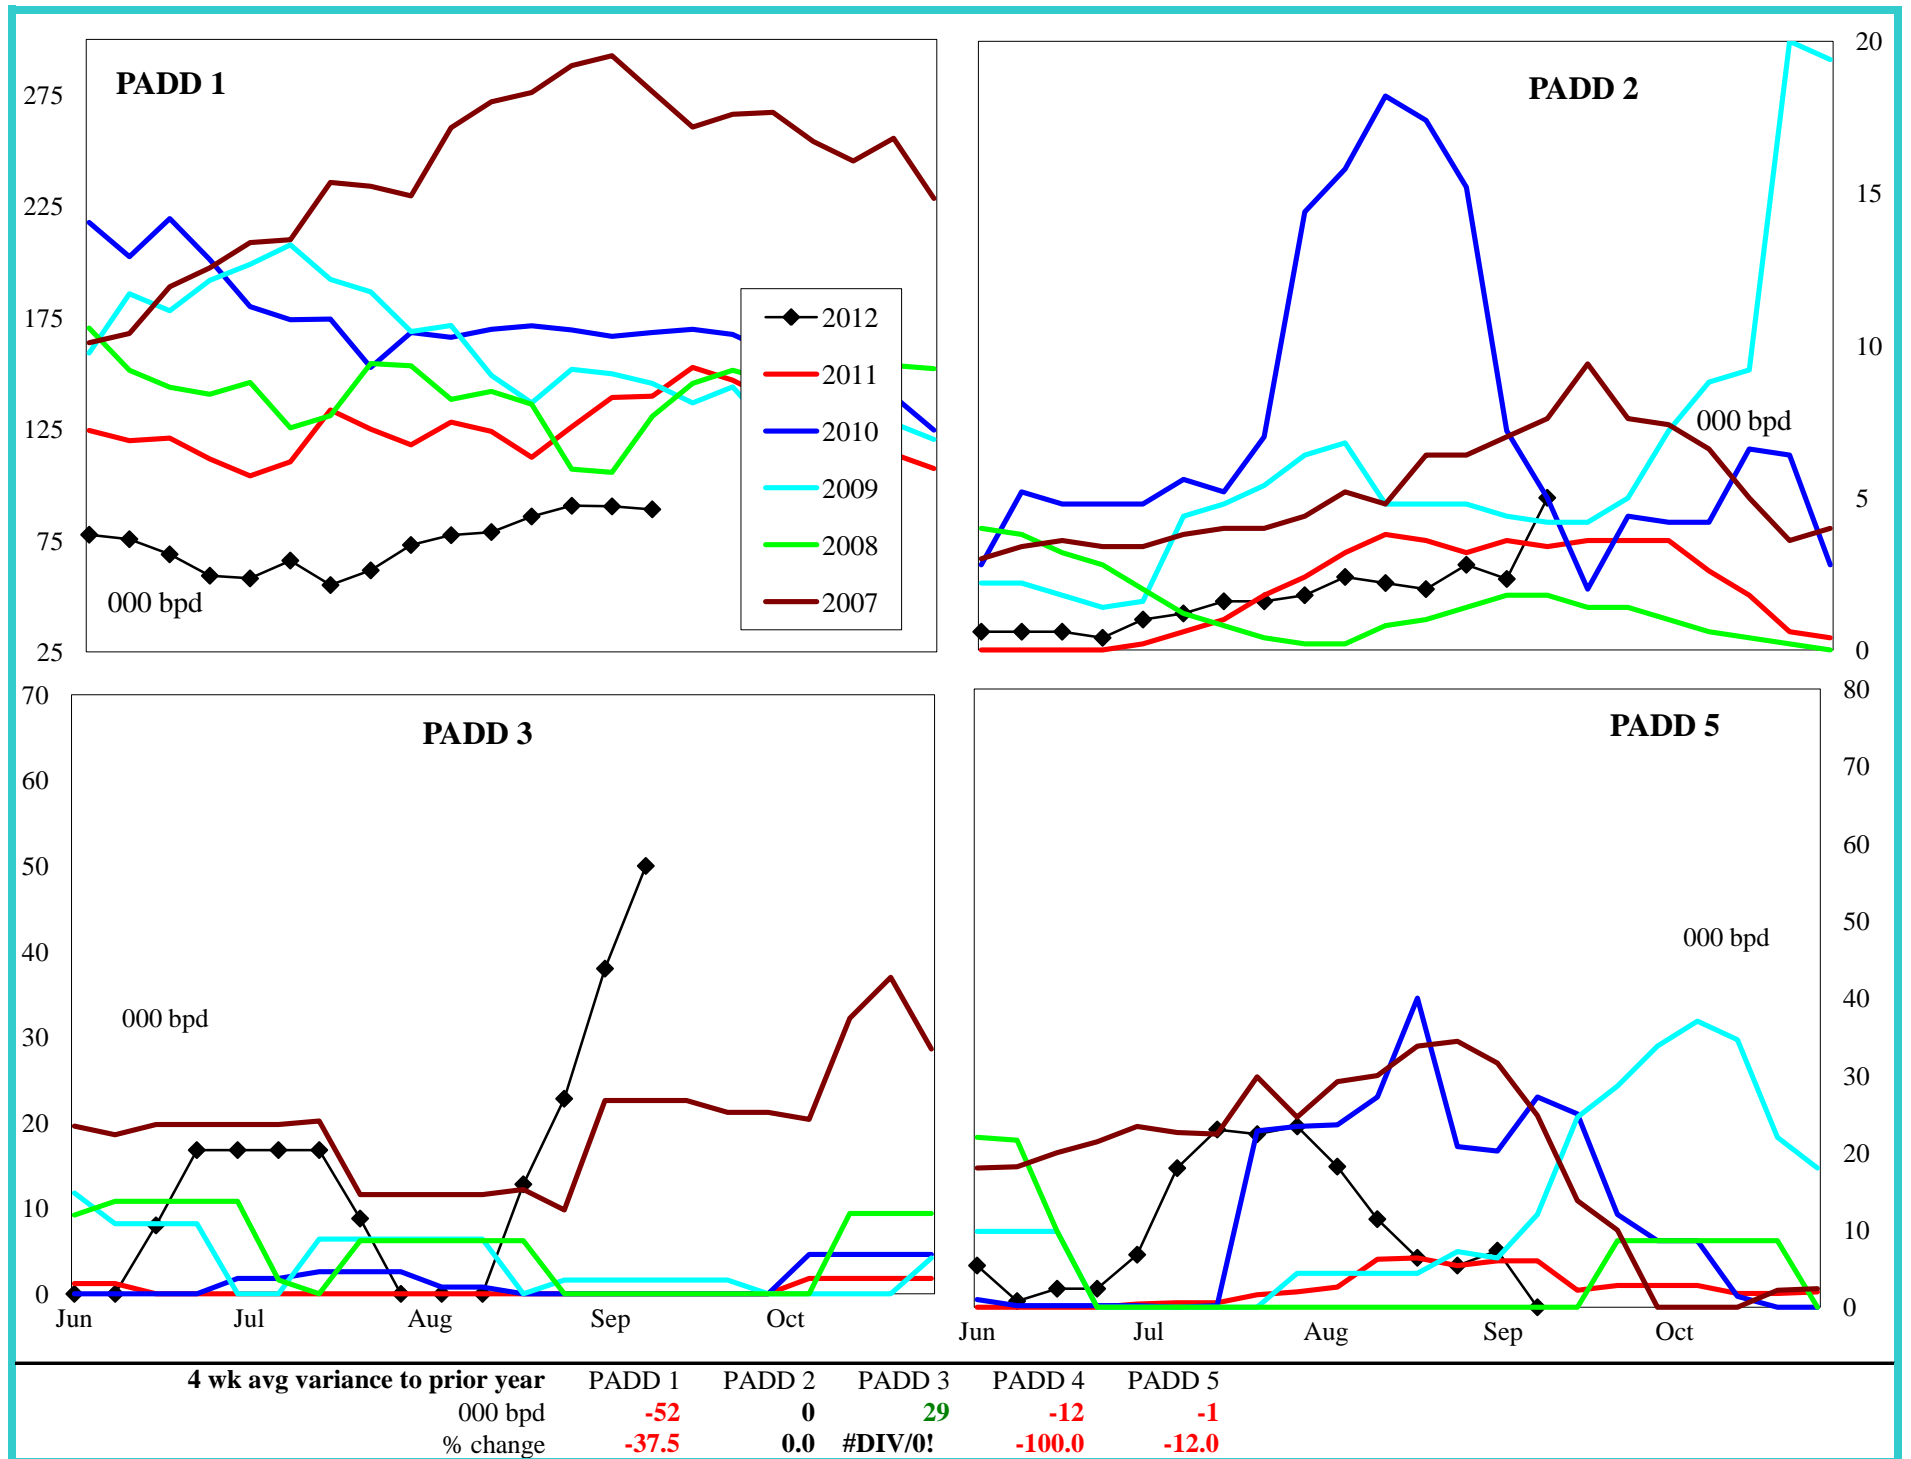 PADD 1
275
225
175
125
75
25
000 bpd
2012
2011
2010
2009
2008
2007
PADD 2
20
15
10
5
0
000 bpd
PADD 3
70
60
50
40
30
20
10
0
000 bpd
Jun Jul Aug Sep Oct
PADD 5
80
70
60
50
40
30
20
10
0
000 bpd
Jun Jul Aug Sep Oct
4 wk avg variance to prior year PADD 1 PADD 2 PADD 3 PADD 4 PADD 5
000 bpd -52 0 29 -12 -1
% change -37.5 0.0 #DIV/0! -100.0 -12.0